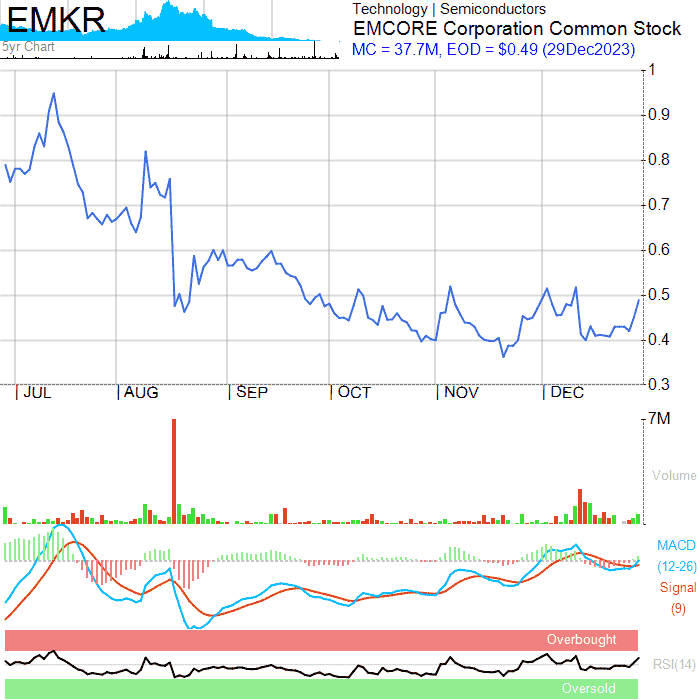 EMKR
5yr Chart
Technology | Semiconductors
EMCORE Corporation Common Stock
MC = 37.7M, EOD = $0.49 (29Dec2023)
1
0.9
0.8
0.7
0.6
0.5
0.4
0.3
JUL AUG SEP OCT NOV DEC
7M
Volume
MACD
(12-26)
Signal
(9)
Overbought
RSI(14)
Oversold